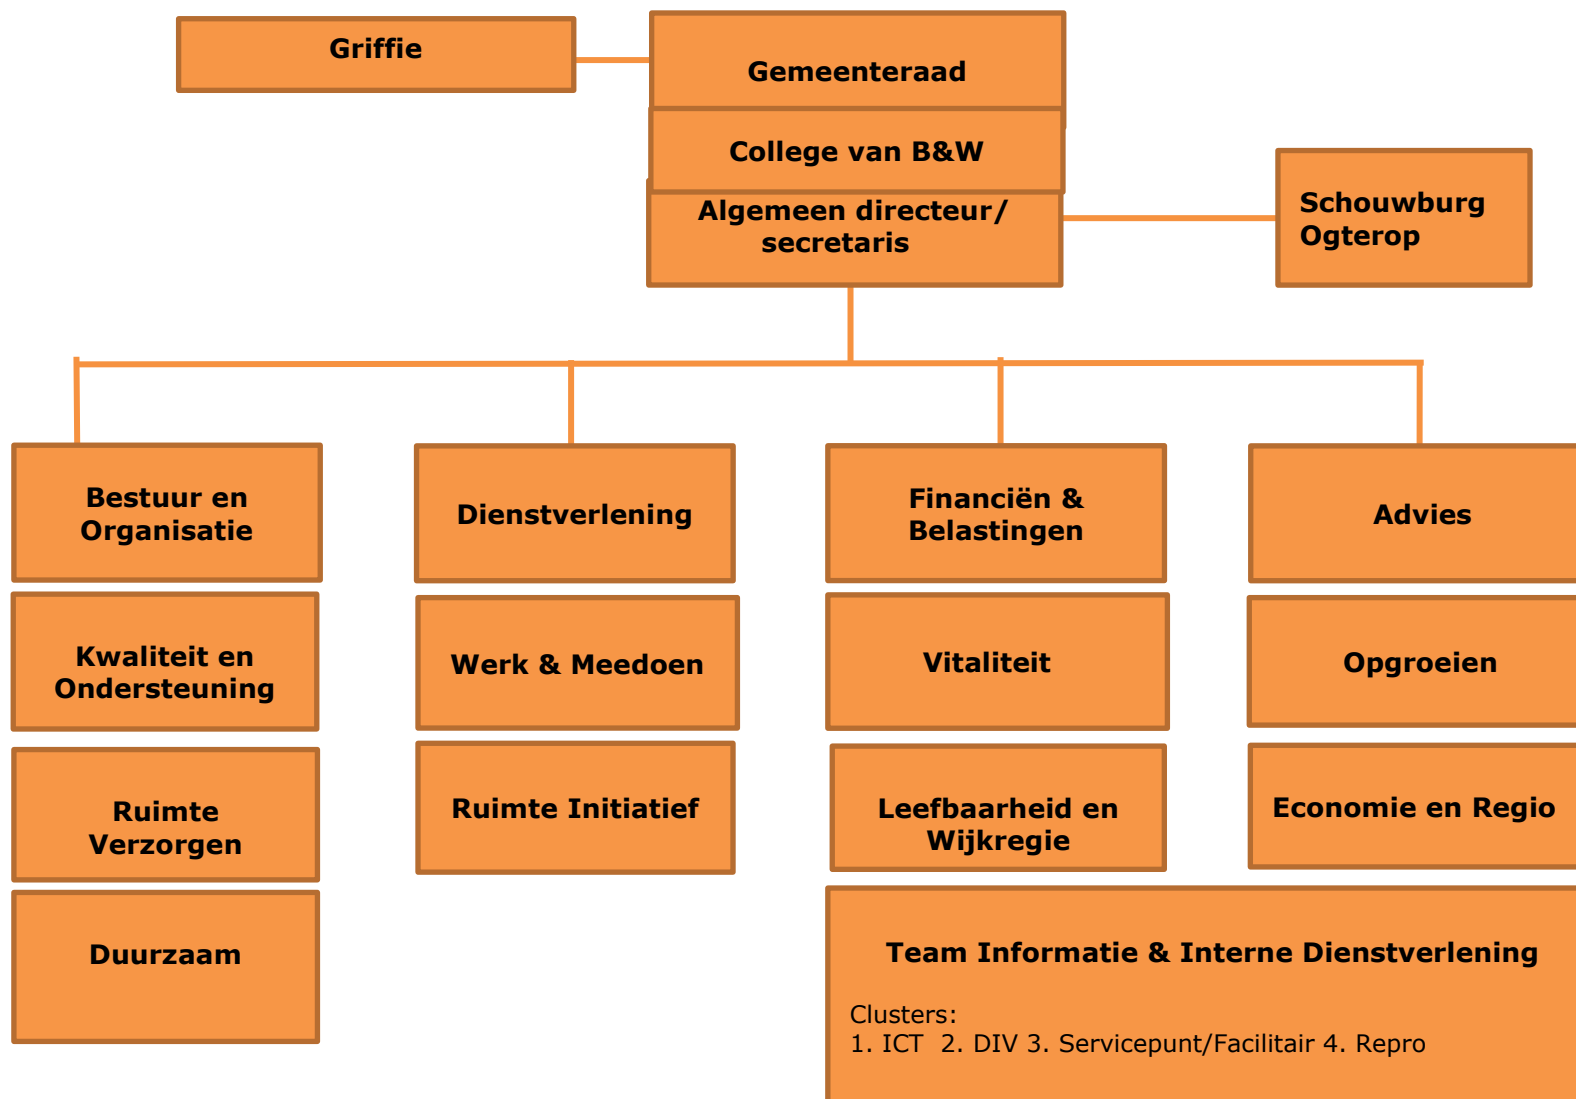 Griffie
Gemeenteraad
College van B&W
Algemeen directeur/
secretaris
Schouwburg
Ogterop
Bestuur en
Organisatie
Dienstverlening
Financiën &
Belastingen
Advies
Kwaliteit en
Ondersteuning
Werk & Meedoen
Vitaliteit
Opgroeien
Ruimte
Verzorgen
Ruimte Initiatief
Leefbaarheid en
Wijkregie
Economie en Regio
Duurzaam
Team Informatie & Interne Dienstverlening
Clusters:
1. ICT  2. DIV 3. Servicepunt/Facilitair 4. Repro